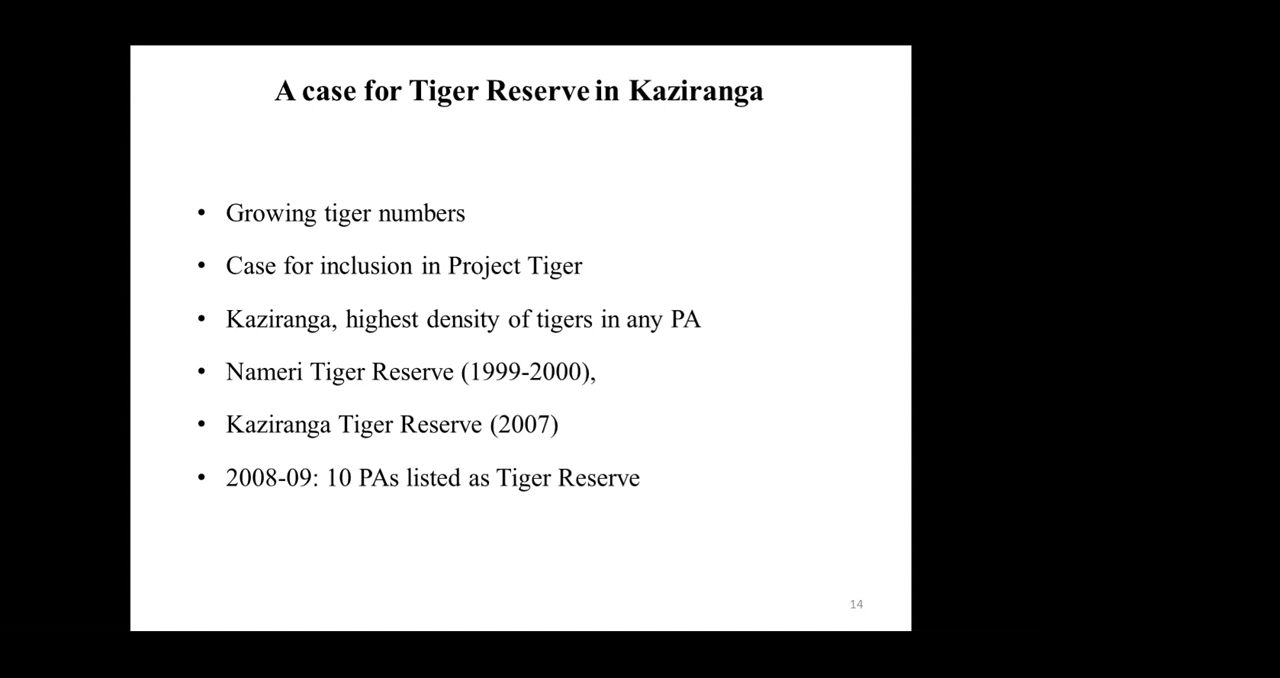 A case for Tiger Reserve in Kaziranga
• Growing tiger numbers
• Case for inclusion in Project Tiger
• Kaziranga, highest density of tigers in any PA
• Nameri Tiger Reserve (1999-2000),
• Kaziranga Tiger Reserve (2007)
• 2008-09: 10 PAs listed as Tiger Reserve
14